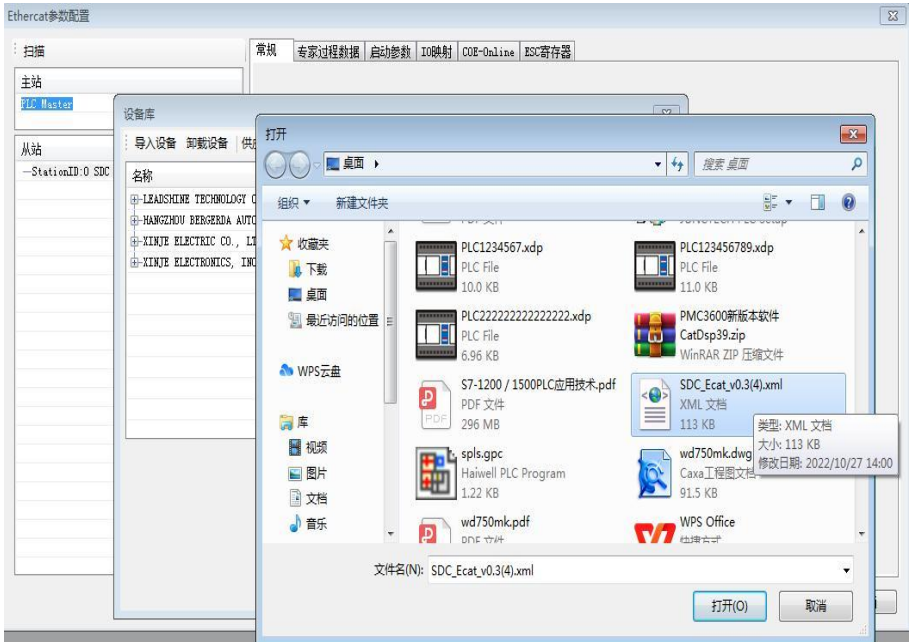 Ethercat参数配置
扫描
主站
PLC Master
从站
StationID:0 SDC
常规
专家过程数据
启动参数
IO映射
COE-Online
ESC寄存器
设备库
导入设备
卸载设备
名称
LEADSHINE TECHNOLOGY
HANGZHOU BERGERDA AUTO
XINJE ELECTRIC CO., LT
XINJE ELECTRONICS, INC
打开
桌面
搜索 桌面
组织
新建文件夹
收藏夹
下载
桌面
最近访问的位置
WPS云盘
库
视频
图片
文档
音乐
PLC1234567.xdp
PLC File
10.0 KB
PLC123456789.xdp
PLC File
11.0 KB
PLC222222222222222.xdp
PLC File
6.96 KB
PMC3600新版本软件
CatDsp39.zip
WinRAR ZIP 压缩文件
S7-1200 / 1500PLC应用技术.pdf
PDF 文件
296 MB
PDF
SDC_Ecat_v0.3(4).xml
XML 文档
113 KB
类型: XML 文档
大小: 113 KB
修改日期: 2022/10/27 14:00
spls.gpc
Haiwell PLC Program
1.22 KB
wd750mk.dwg
Caxa工程图文档
91.5 KB
wd750mk.pdf
PDF 文件
WPS Office
快捷方式
文件名(N):
SDC_Ecat_v0.3(4).xml
打开(O)
取消